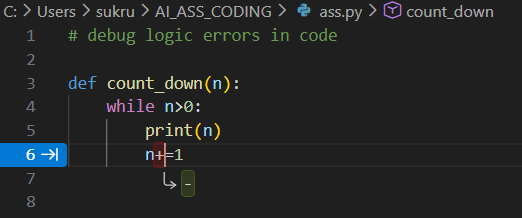 C: > Users > sukru > AI_ASS_CODING > ass.py > count_down
1 # debug logic errors in code
2
3 def count_down(n):
4 while n>0:
5 print(n)
6 n+=1
7 -
8